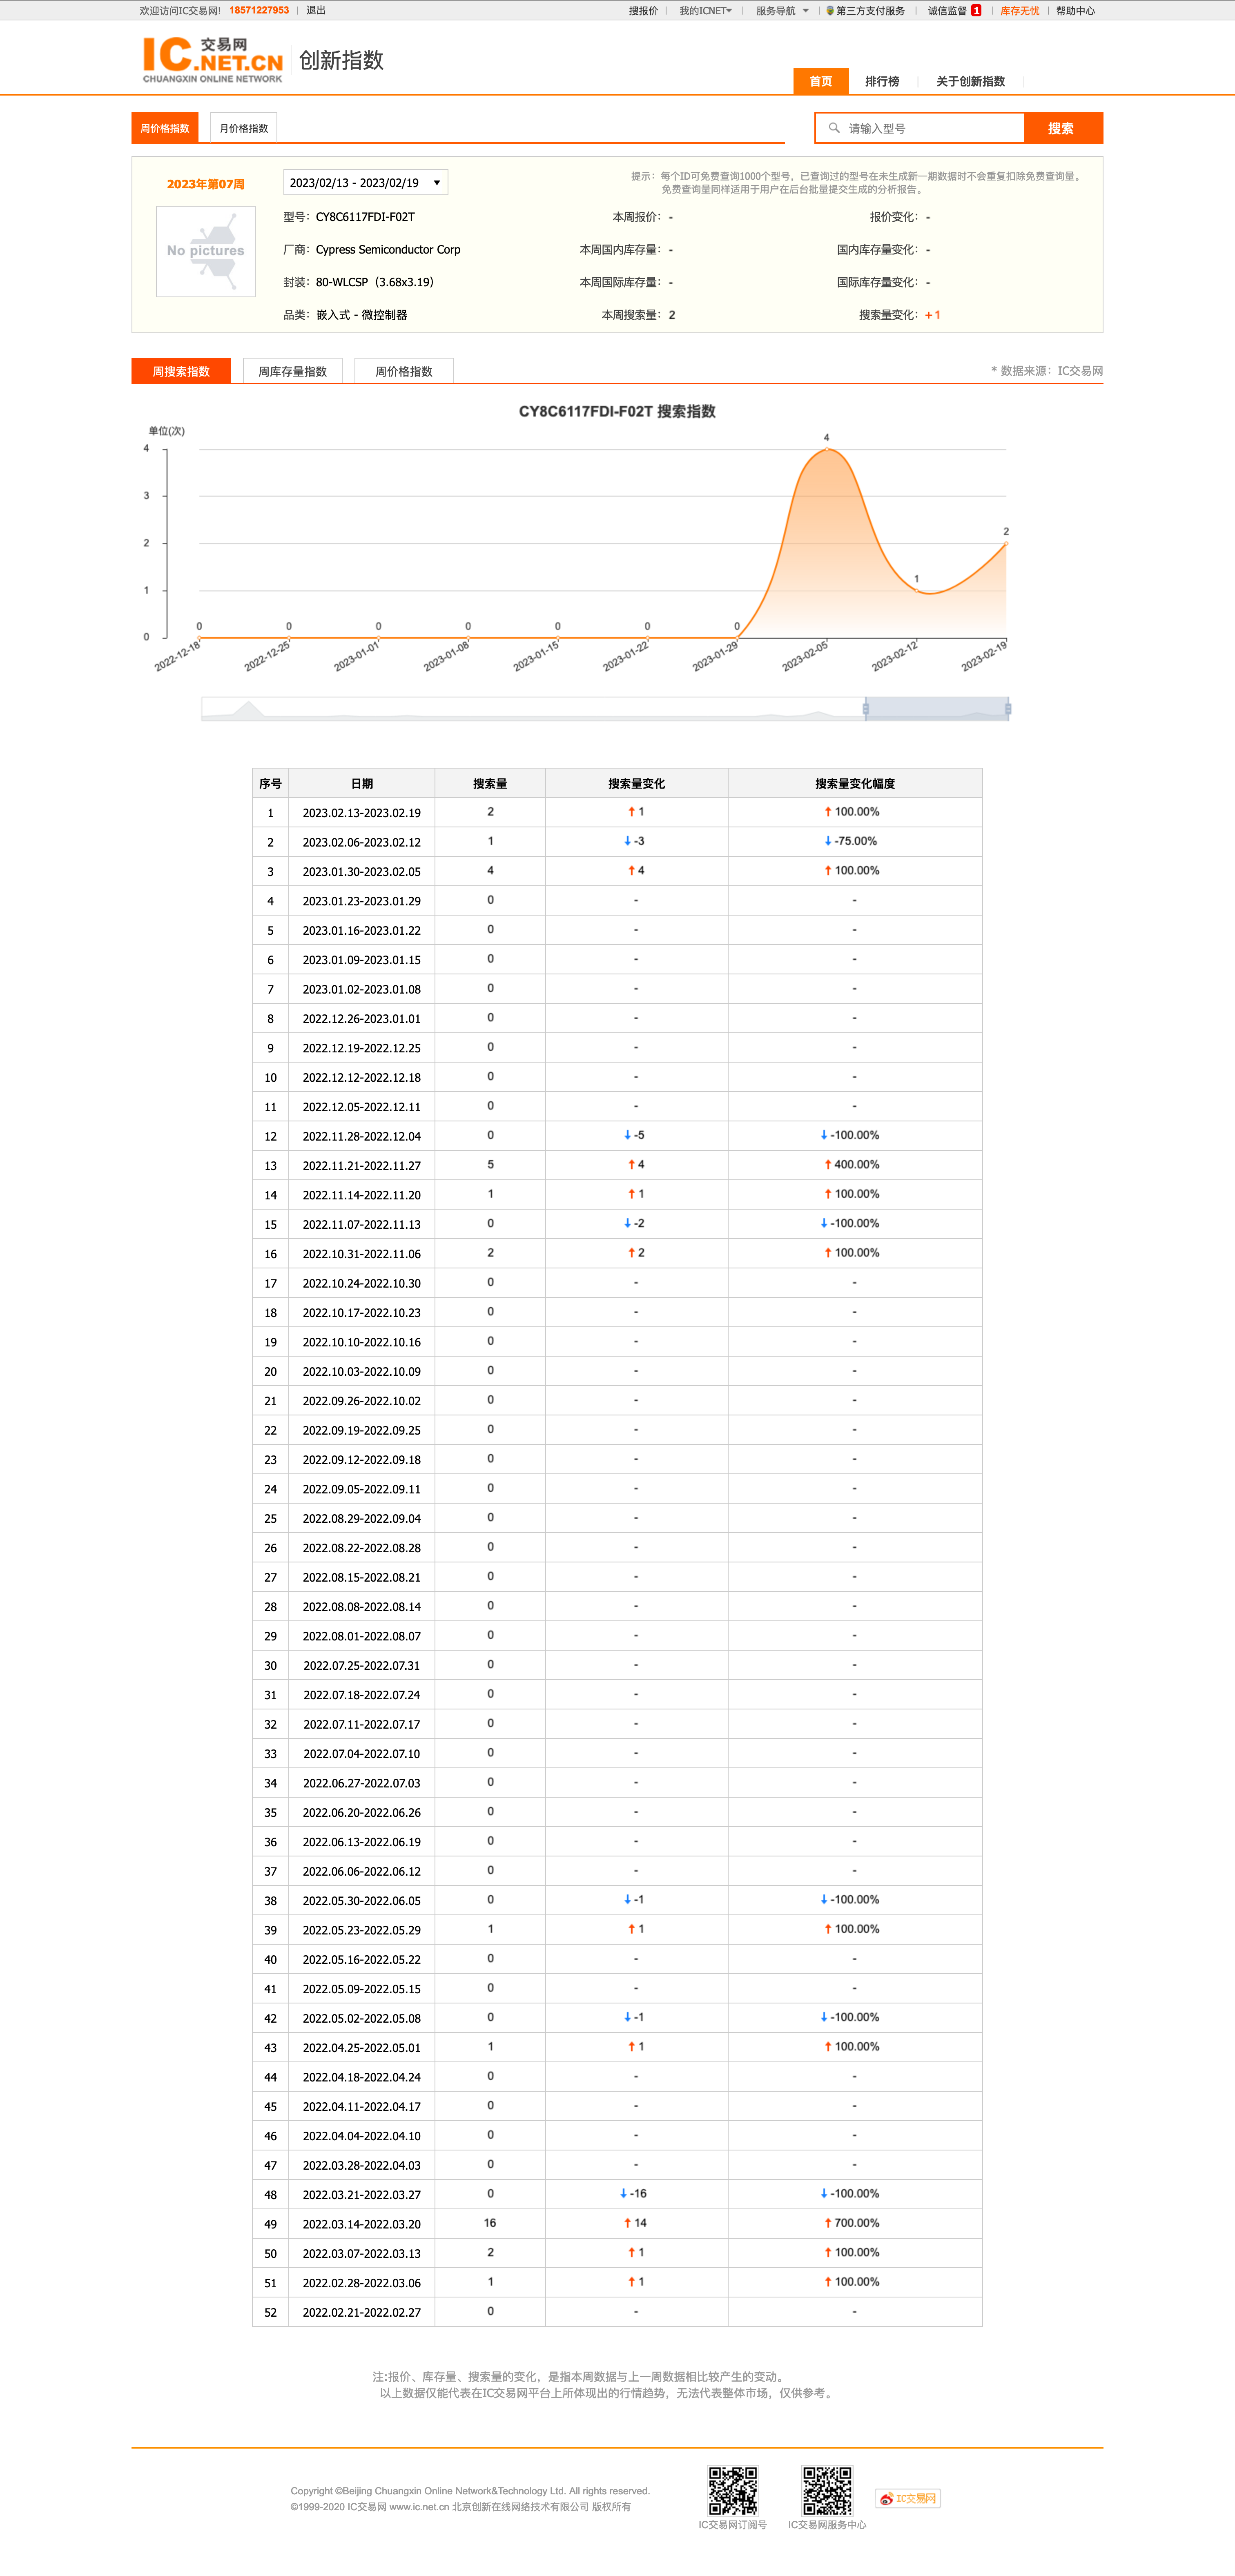 欢迎访问IC交易网! 18571227953 | 退出 搜报价 | 我的ICNET | 服务导航 | 第三方支付服务 | 诚信监督 1 | 库存无忧 | 帮助中心
IC 交易网
.NET.CN
CHUANGXIN ONLINE NETWORK
创新指数
首页 排行榜 关于创新指数
周价格指数 月价格指数 请输入型号 搜索
2023年第07周 2023/02/13 - 2023/02/19
提示：每个ID可免费查询1000个型号，已查询过的型号在未生成新一期数据时不会重复扣除免费查询量。
免费查询量同样适用于用户在后台批量提交生成的分析报告。
No pictures
型号：CY8C6117FDI-F02T 本周报价：- 报价变化：-
厂商：Cypress Semiconductor Corp 本周国内库存量：- 国内库存量变化：-
封装：80-WLCSP（3.68x3.19） 本周国际库存量：- 国际库存量变化：-
品类：嵌入式 - 微控制器 本周搜索量：2 搜索量变化：+1
周搜索指数 周库存量指数 周价格指数 * 数据来源：IC交易网
CY8C6117FDI-F02T 搜索指数
单位(次)
4
3
2
1
0
0 0 0 0 0 0 0 4 1 2
2022-12-18 2022-12-25 2023-01-01 2023-01-08 2023-01-15 2023-01-22 2023-01-29 2023-02-05 2023-02-12 2023-02-19
序号 日期 搜索量 搜索量变化 搜索量变化幅度
1 2023.02.13-2023.02.19 2 ↑1 ↑100.00%
2 2023.02.06-2023.02.12 1 ↓-3 ↓-75.00%
3 2023.01.30-2023.02.05 4 ↑4 ↑100.00%
4 2023.01.23-2023.01.29 0 - -
5 2023.01.16-2023.01.22 0 - -
6 2023.01.09-2023.01.15 0 - -
7 2023.01.02-2023.01.08 0 - -
8 2022.12.26-2023.01.01 0 - -
9 2022.12.19-2022.12.25 0 - -
10 2022.12.12-2022.12.18 0 - -
11 2022.12.05-2022.12.11 0 - -
12 2022.11.28-2022.12.04 0 ↓-5 ↓-100.00%
13 2022.11.21-2022.11.27 5 ↑4 ↑400.00%
14 2022.11.14-2022.11.20 1 ↑1 ↑100.00%
15 2022.11.07-2022.11.13 0 ↓-2 ↓-100.00%
16 2022.10.31-2022.11.06 2 ↑2 ↑100.00%
17 2022.10.24-2022.10.30 0 - -
18 2022.10.17-2022.10.23 0 - -
19 2022.10.10-2022.10.16 0 - -
20 2022.10.03-2022.10.09 0 - -
21 2022.09.26-2022.10.02 0 - -
22 2022.09.19-2022.09.25 0 - -
23 2022.09.12-2022.09.18 0 - -
24 2022.09.05-2022.09.11 0 - -
25 2022.08.29-2022.09.04 0 - -
26 2022.08.22-2022.08.28 0 - -
27 2022.08.15-2022.08.21 0 - -
28 2022.08.08-2022.08.14 0 - -
29 2022.08.01-2022.08.07 0 - -
30 2022.07.25-2022.07.31 0 - -
31 2022.07.18-2022.07.24 0 - -
32 2022.07.11-2022.07.17 0 - -
33 2022.07.04-2022.07.10 0 - -
34 2022.06.27-2022.07.03 0 - -
35 2022.06.20-2022.06.26 0 - -
36 2022.06.13-2022.06.19 0 - -
37 2022.06.06-2022.06.12 0 - -
38 2022.05.30-2022.06.05 0 ↓-1 ↓-100.00%
39 2022.05.23-2022.05.29 1 ↑1 ↑100.00%
40 2022.05.16-2022.05.22 0 - -
41 2022.05.09-2022.05.15 0 - -
42 2022.05.02-2022.05.08 0 ↓-1 ↓-100.00%
43 2022.04.25-2022.05.01 1 ↑1 ↑100.00%
44 2022.04.18-2022.04.24 0 - -
45 2022.04.11-2022.04.17 0 - -
46 2022.04.04-2022.04.10 0 - -
47 2022.03.28-2022.04.03 0 - -
48 2022.03.21-2022.03.27 0 ↓-16 ↓-100.00%
49 2022.03.14-2022.03.20 16 ↑14 ↑700.00%
50 2022.03.07-2022.03.13 2 ↑1 ↑100.00%
51 2022.02.28-2022.03.06 1 ↑1 ↑100.00%
52 2022.02.21-2022.02.27 0 - -
注:报价、库存量、搜索量的变化，是指本周数据与上一周数据相比较产生的变动。
以上数据仅能代表在IC交易网平台上所体现出的行情趋势，无法代表整体市场，仅供参考。
Copyright ©Beijing Chuangxin Online Network&Technology Ltd. All rights reserved.
©1999-2020 IC交易网 www.ic.net.cn 北京创新在线网络技术有限公司 版权所有
IC交易网订阅号 IC交易网服务中心 IC交易网